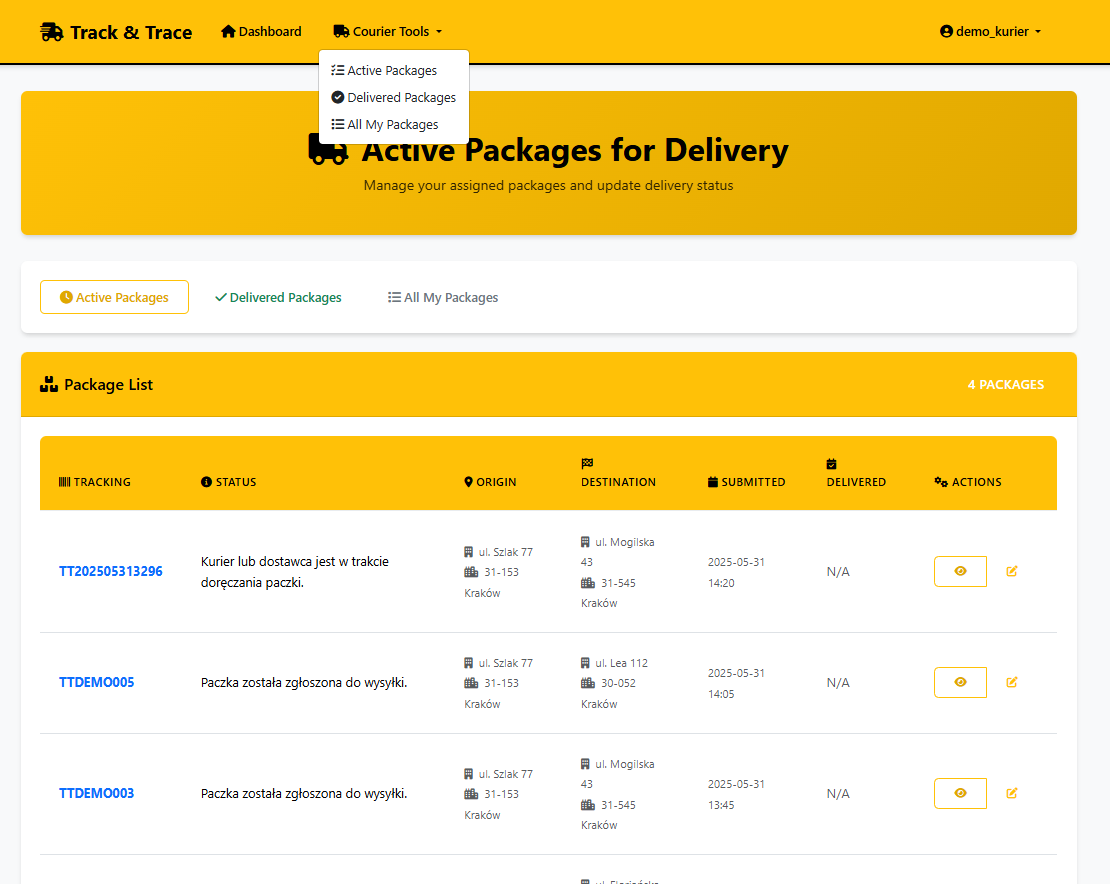 Track & Trace
Dashboard
Courier Tools
demo_kurier
Active Packages
Delivered Packages
All My Packages
Active Packages for Delivery
Manage your assigned packages and update delivery status
Active Packages
Delivered Packages
All My Packages
Package List
4 PACKAGES
TRACKING
STATUS
ORIGIN
DESTINATION
SUBMITTED
DELIVERED
ACTIONS
TT202505313296
Kurier lub dostawca jest w trakcie
doręczania paczki.
ul. Szlak 77
31-153
Kraków
ul. Mogilska
43
31-545
Kraków
2025-05-31
14:20
N/A
TTDEMO005
Paczka została zgłoszona do wysyłki.
ul. Szlak 77
31-153
Kraków
ul. Lea 112
30-052
Kraków
2025-05-31
14:05
N/A
TTDEMO003
Paczka została zgłoszona do wysyłki.
ul. Szlak 77
31-153
Kraków
ul. Mogilska
43
31-545
Kraków
2025-05-31
13:45
N/A